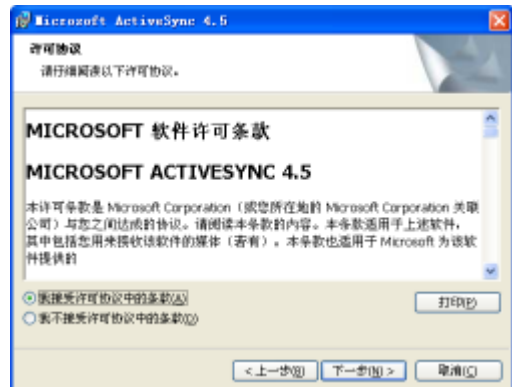 Microsoft ActiveSync 4.5
许可协议
请仔细阅读以下许可协议。
MICROSOFT 软件许可条款
MICROSOFT ACTIVESYNC 4.5
本许可条款是 Microsoft Corporation（或您所在地的 Microsoft Corporation 关联
公司）与您之间达成的协议。请阅读本条款的内容。本条款适用于上述软件，
其中包括您用来接收该软件的媒体（若有）。本条款也适用于 Microsoft 为该软
件提供的
我接受许可协议中的条款(A)
打印(P)
我不接受许可协议中的条款(D)
<上一步(B)
下一步(N) >
取消(C)